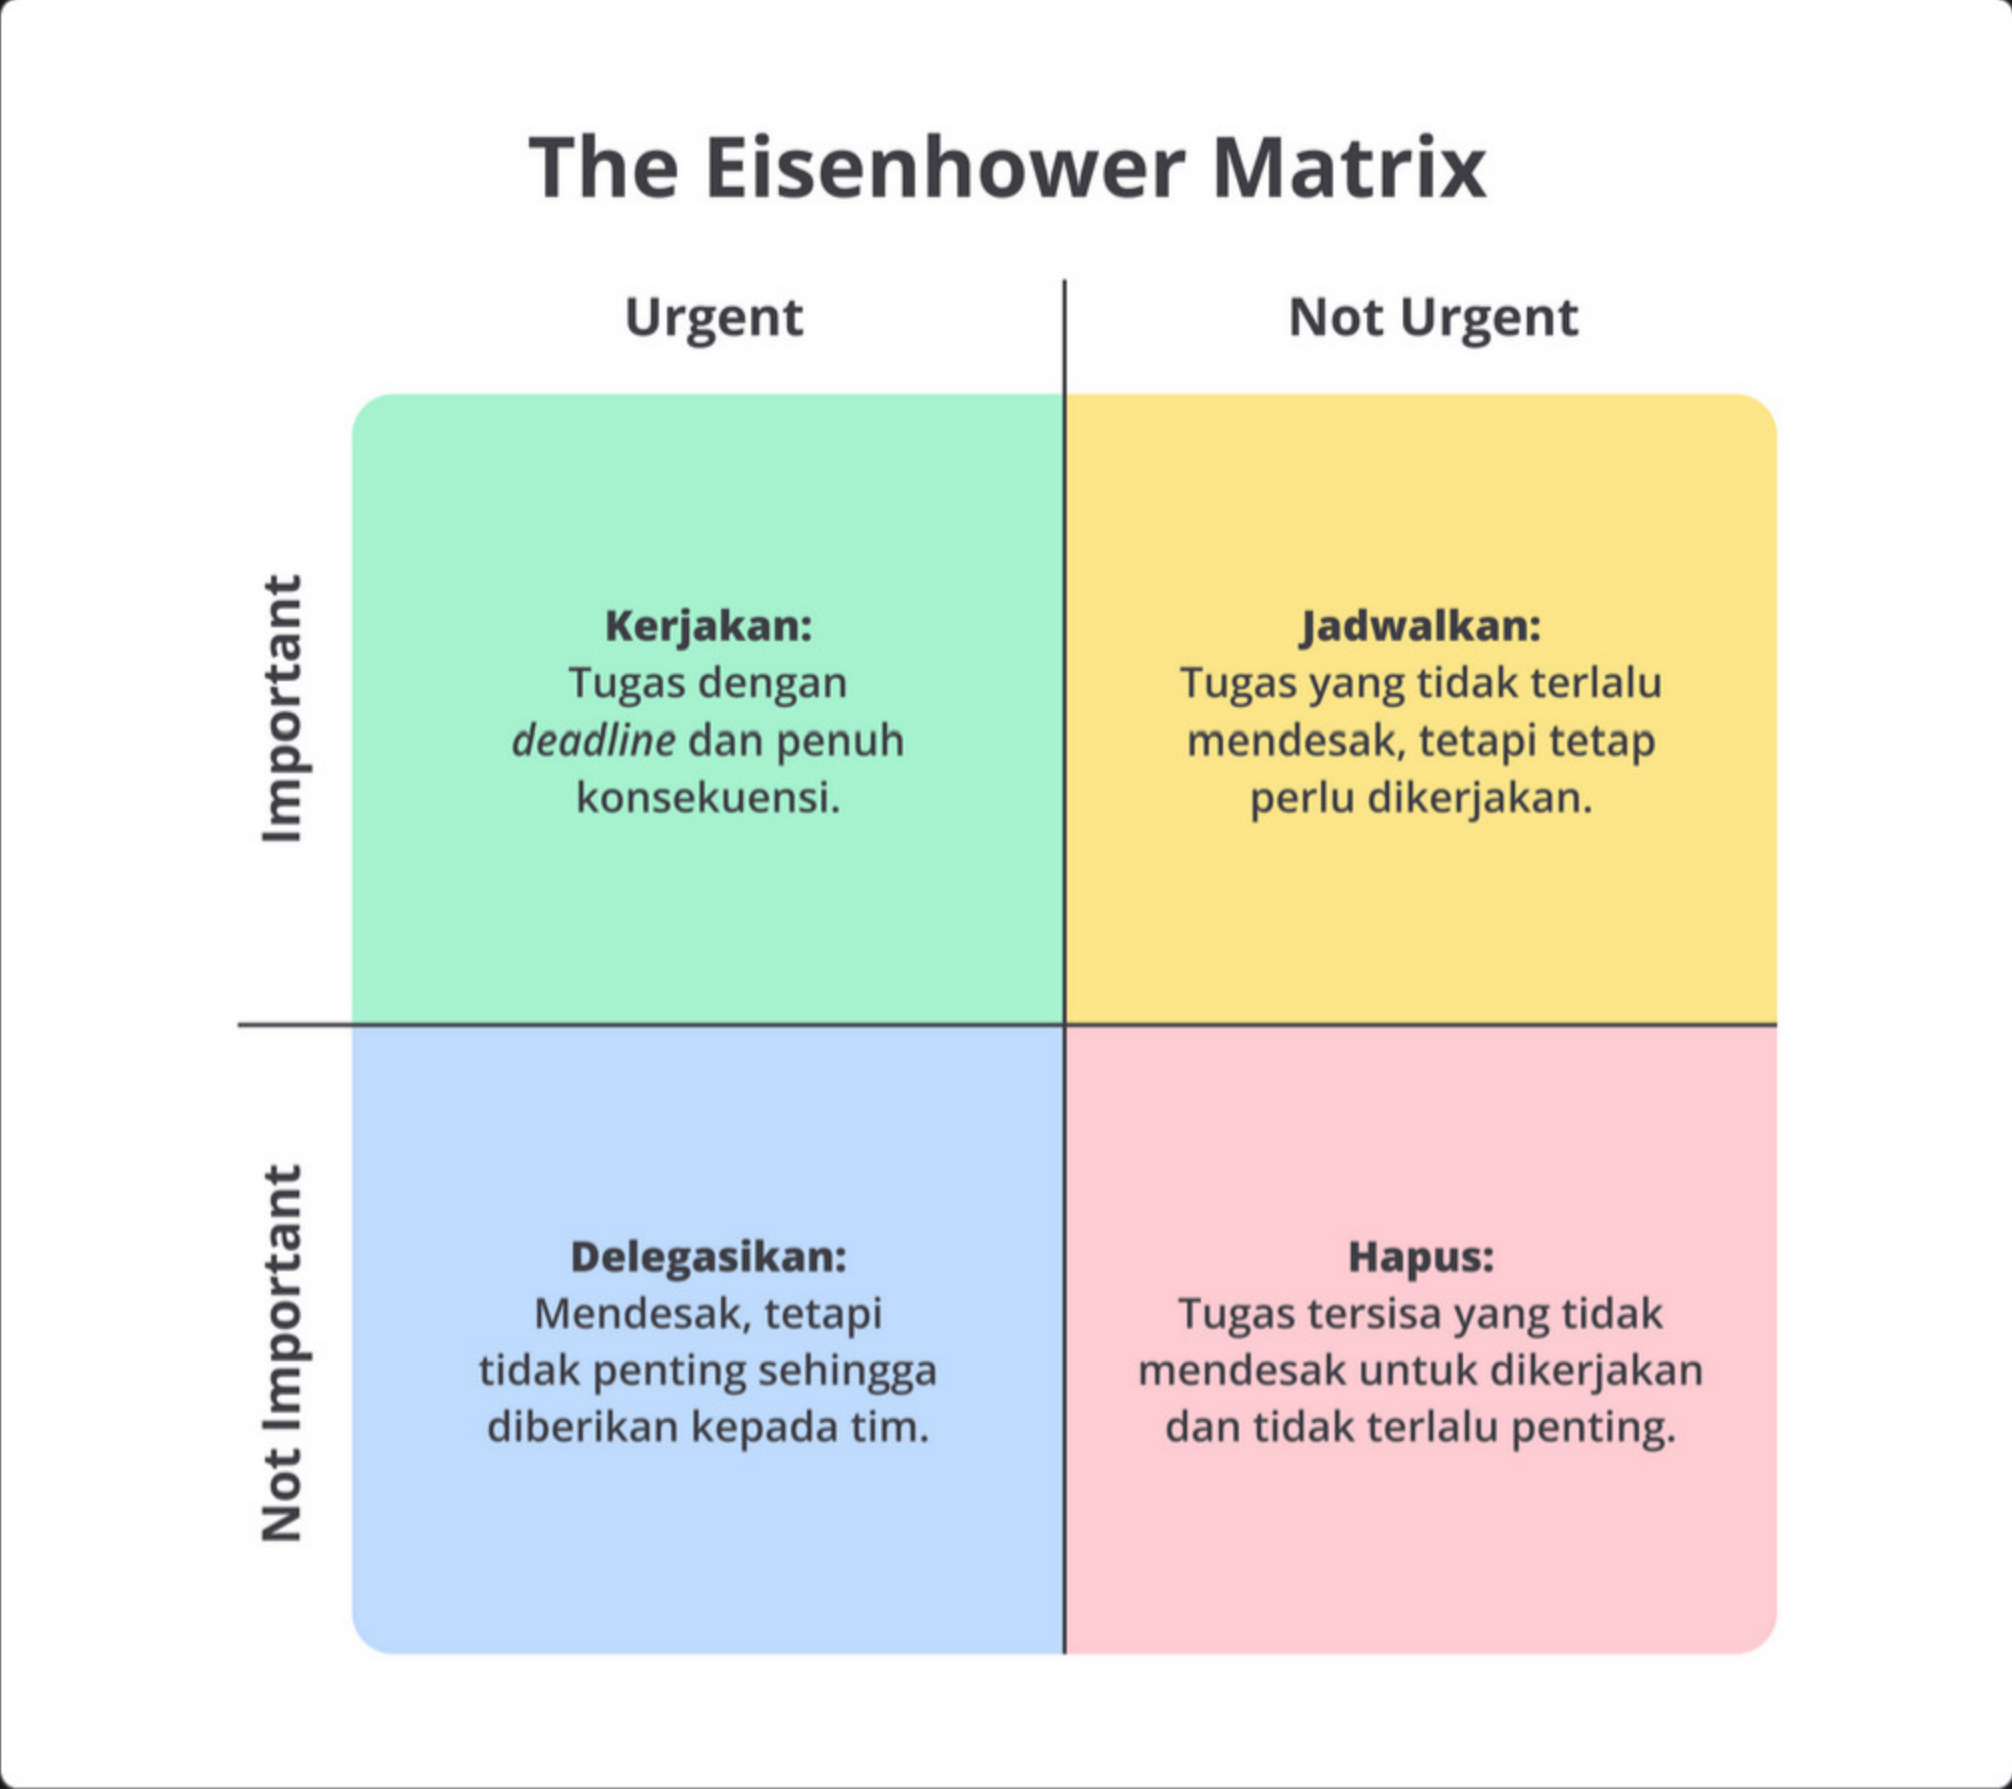 The Eisenhower Matrix
Urgent
Not Urgent
Important
Kerjakan:
Tugas dengan
deadline dan penuh
konsekuensi.
Jadwalkan:
Tugas yang tidak terlalu
mendesak, tetapi tetap
perlu dikerjakan.
Not Important
Delegasikan:
Mendesak, tetapi
tidak penting sehingga
diberikan kepada tim.
Hapus:
Tugas tersisa yang tidak
mendesak untuk dikerjakan
dan tidak terlalu penting.